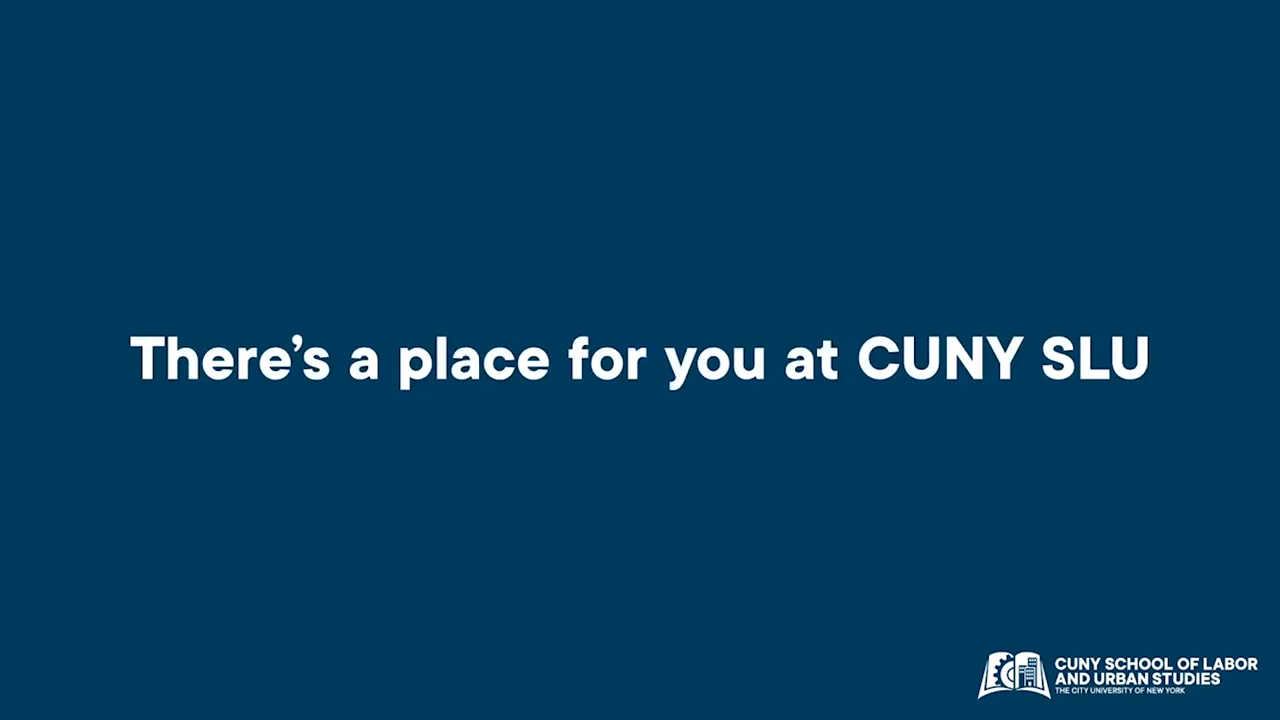 There’s a place for you at CUNY SLU
CUNY SCHOOL OF LABOR
AND URBAN STUDIES
THE CITY UNIVERSITY OF NEW YORK